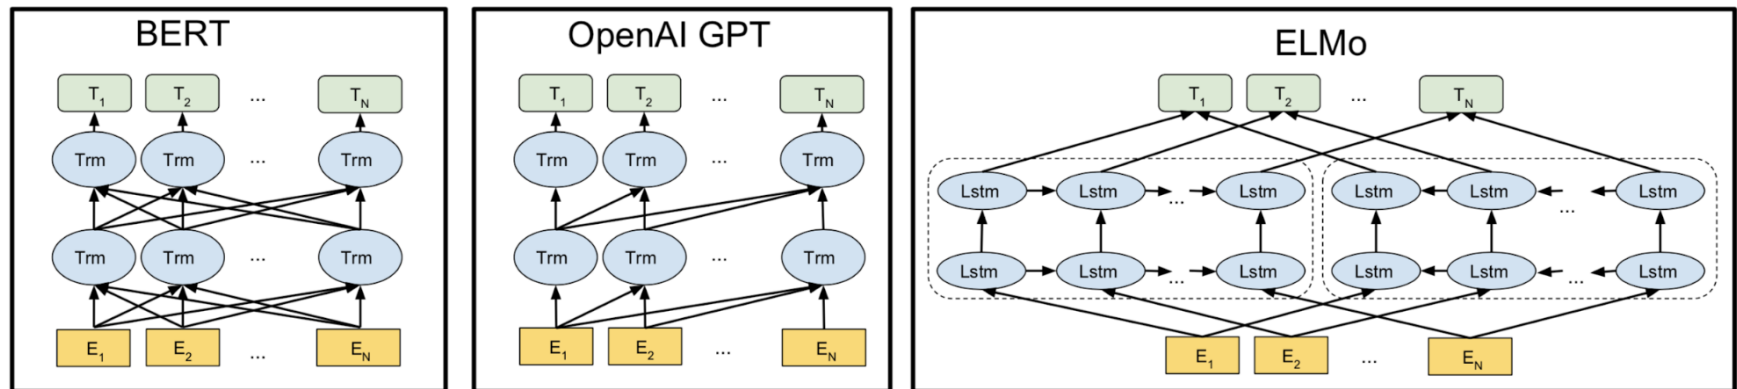 BERT
T1 T2 ... TN
Trm Trm ... Trm
Trm Trm ... Trm
E1 E2 ... EN
OpenAI GPT
T1 T2 ... TN
Trm Trm ... Trm
Trm Trm ... Trm
E1 E2 ... EN
ELMo
T1 T2 ... TN
Lstm Lstm ... Lstm Lstm Lstm ... Lstm
Lstm Lstm ... Lstm Lstm Lstm ... Lstm
E1 E2 ... EN